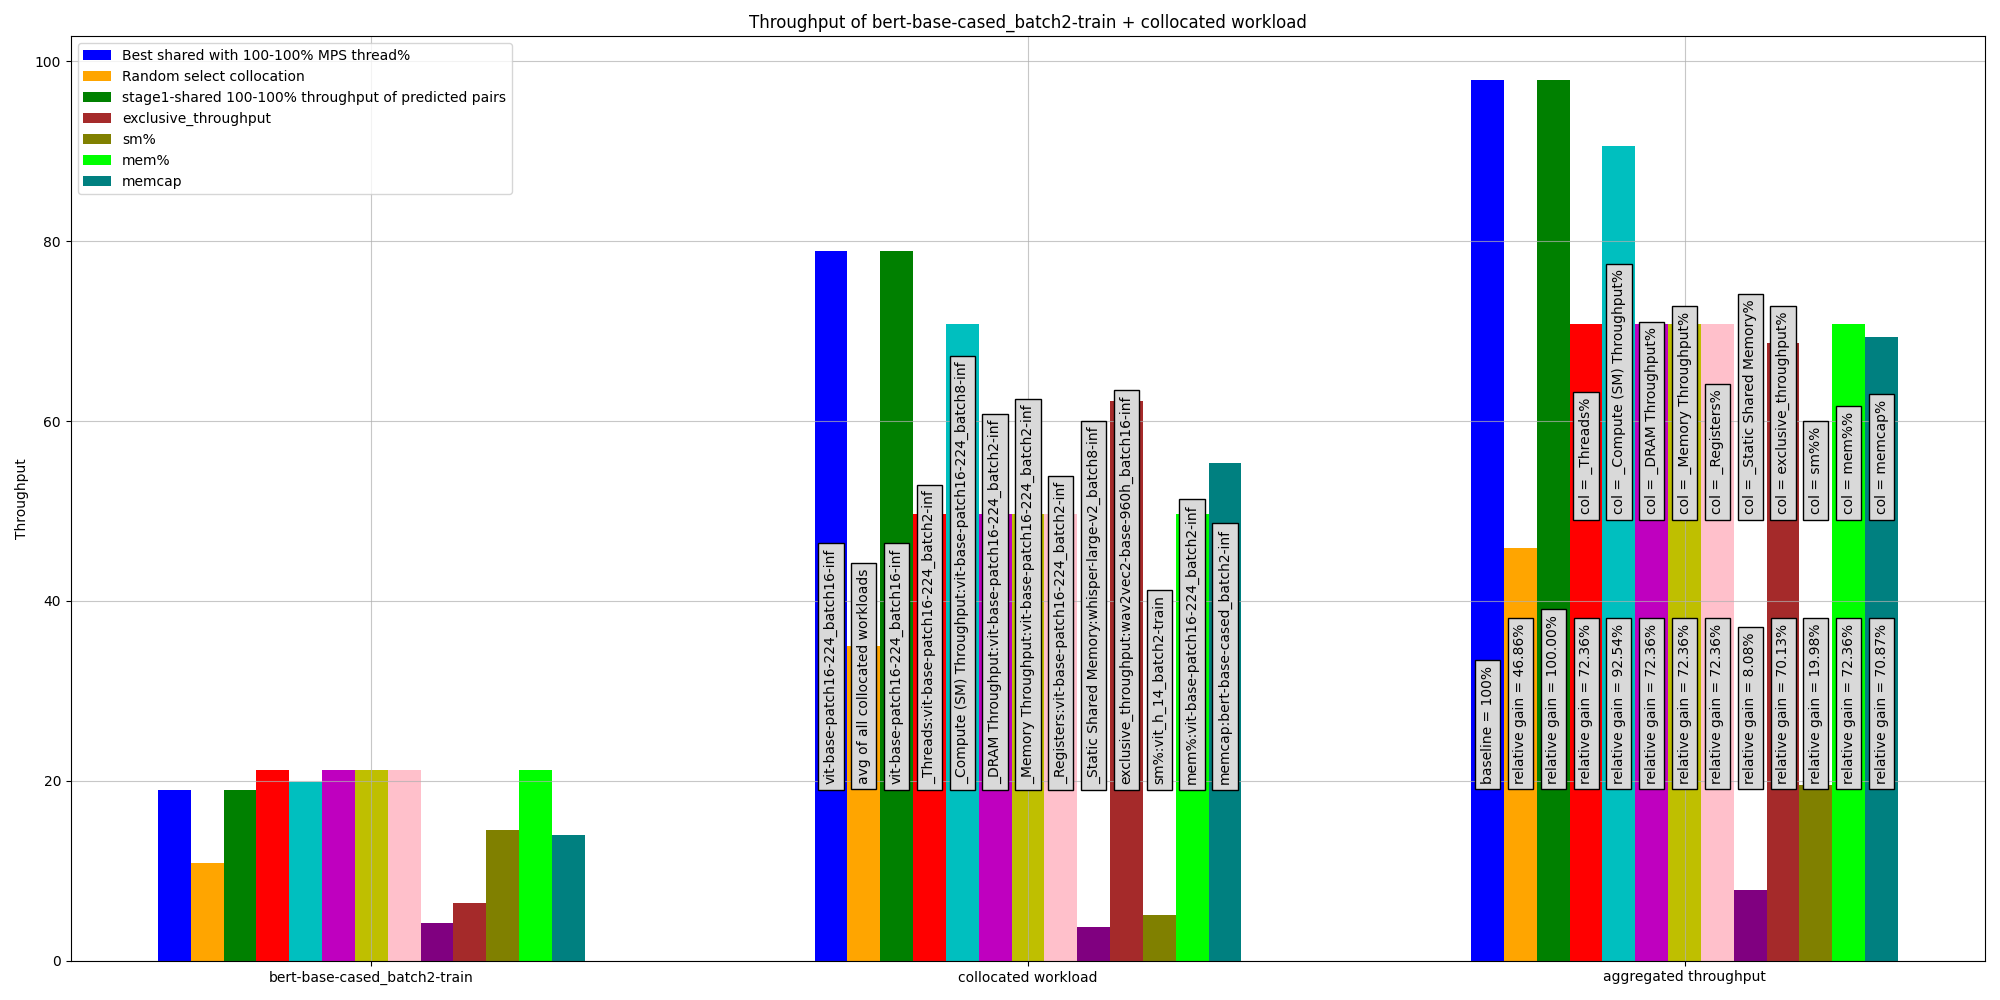 Throughput of bert-base-cased_batch2-train + collocated workload
Best shared with 100-100% MPS thread%
Random select collocation
stage1-shared 100-100% throughput of predicted pairs
exclusive_throughput
sm%
mem%
memcap
Throughput
100
80
60
40
20
0
vit-base-patch16-224_batch16-inf
avg of all collocated workloads
vit-base-patch16-224_batch16-inf
_Threads:vit-base-patch16-224_batch2-inf
_Compute (SM) Throughput:vit-base-patch16-224_batch8-inf
_DRAM Throughput:vit-base-patch16-224_batch2-inf
_Memory Throughput:vit-base-patch16-224_batch2-inf
_Registers:vit-base-patch16-224_batch2-inf
_Static Shared Memory:whisper-large-v2_batch8-inf
exclusive_throughput:wav2vec2-base-960h_batch16-inf
sm%:vit_h_14_batch2-train
mem%:vit-base-patch16-224_batch2-inf
memcap:bert-base-cased_batch2-inf
col = _Threads%
col = _Compute (SM) Throughput%
col = _DRAM Throughput%
col = _Memory Throughput%
col = _Registers%
col = _Static Shared Memory%
col = exclusive_throughput%
col = sm%%
col = mem%%
col = memcap%
baseline = 100%
relative gain = 46.86%
relative gain = 100.00%
relative gain = 72.36%
relative gain = 92.54%
relative gain = 72.36%
relative gain = 72.36%
relative gain = 72.36%
relative gain = 8.08%
relative gain = 70.13%
relative gain = 19.98%
relative gain = 72.36%
relative gain = 70.87%
bert-base-cased_batch2-train
collocated workload
aggregated throughput